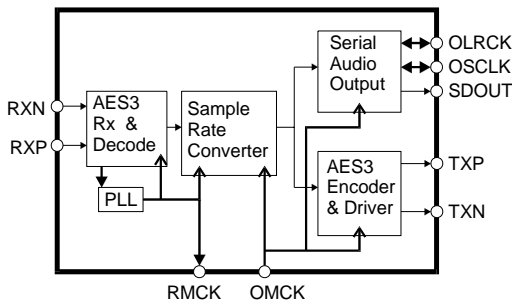 Serial
Audio
Output
OLRCK
OSCLK
SDOUT
RXN
RXP
AES3
Rx &
Decode
Sample
Rate
Converter
PLL
AES3
Encoder
& Driver
TXP
TXN
RMCK
OMCK